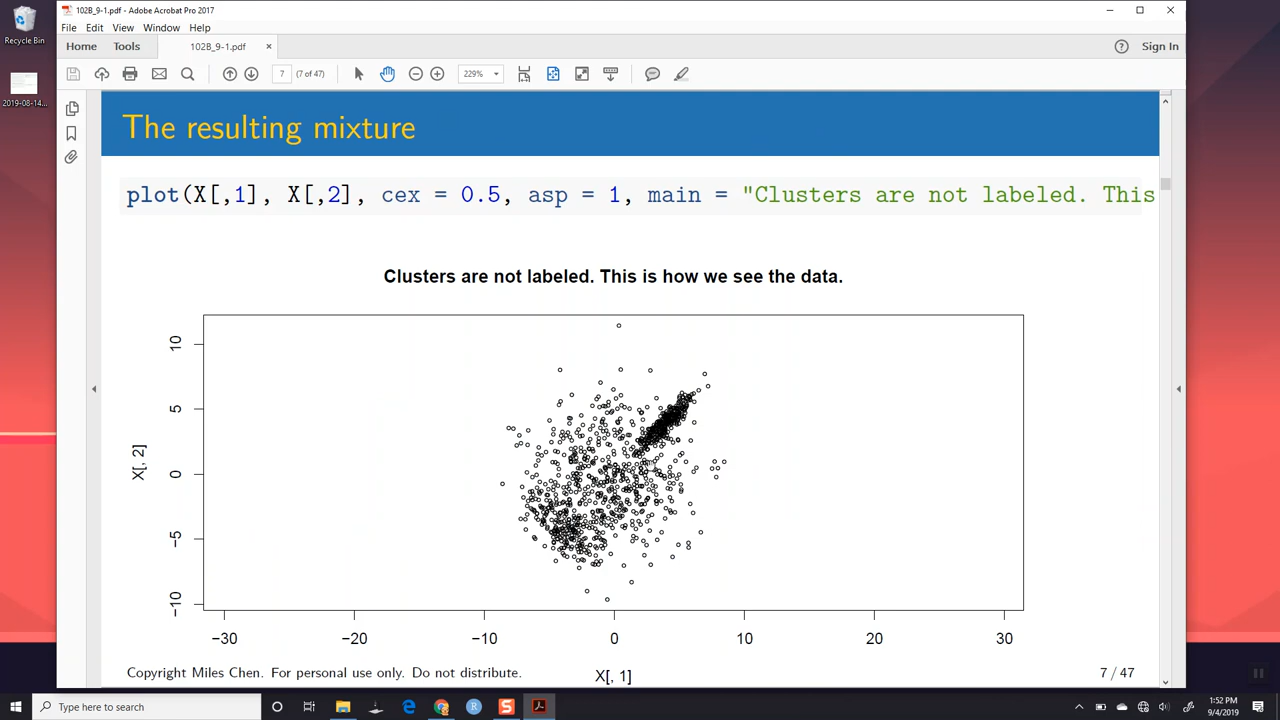 102B_9-1.pdf - Adobe Acrobat Pro 2017
Recycle Bin
File Edit View Window Help
Home Tools 102B_9-1.pdf × Sign In
7 (7 of 47) 229%
2019-08-14...
The resulting mixture
plot(X[,1], X[,2], cex = 0.5, asp = 1, main = "Clusters are not labeled. This
Clusters are not labeled. This is how we see the data.
10
5
X[, 2]
0
−5
−10
−30 −20 −10 0 10 20 30
X[, 1]
Copyright Miles Chen. For personal use only. Do not distribute. 7 / 47
Type here to search
1:52 PM
9/4/2019